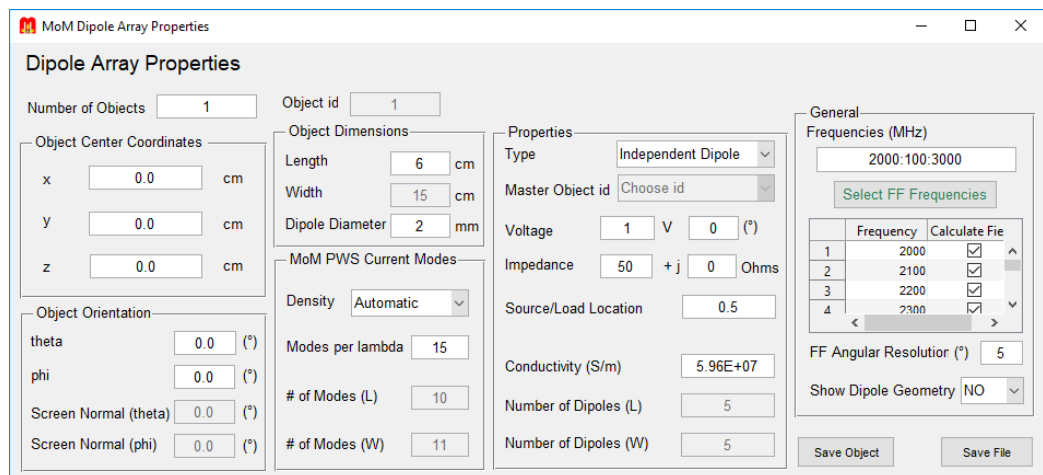 MoM Dipole Array Properties
Dipole Array Properties
Number of Objects 1
Object id 1
Object Center Coordinates
x 0.0 cm
y 0.0 cm
z 0.0 cm
Object Orientation
theta 0.0 (°)
phi 0.0 (°)
Screen Normal (theta) 0.0 (°)
Screen Normal (phi) 0.0 (°)
Object Dimensions
Length 6 cm
Width 15 cm
Dipole Diameter 2 mm
MoM PWS Current Modes
Density Automatic
Modes per lambda 15
# of Modes (L) 10
# of Modes (W) 11
Properties
Type Independent Dipole
Master Object id Choose id
Voltage 1 V 0 (°)
Impedance 50 + j 0 Ohms
Source/Load Location 0.5
Conductivity (S/m) 5.96E+07
Number of Dipoles (L) 5
Number of Dipoles (W) 5
General
Frequencies (MHz)
2000:100:3000
Select FF Frequencies
Frequency Calculate Fie
1 2000
2 2100
3 2200
4 2300
FF Angular Resolution (°) 5
Show Dipole Geometry NO
Save Object Save File